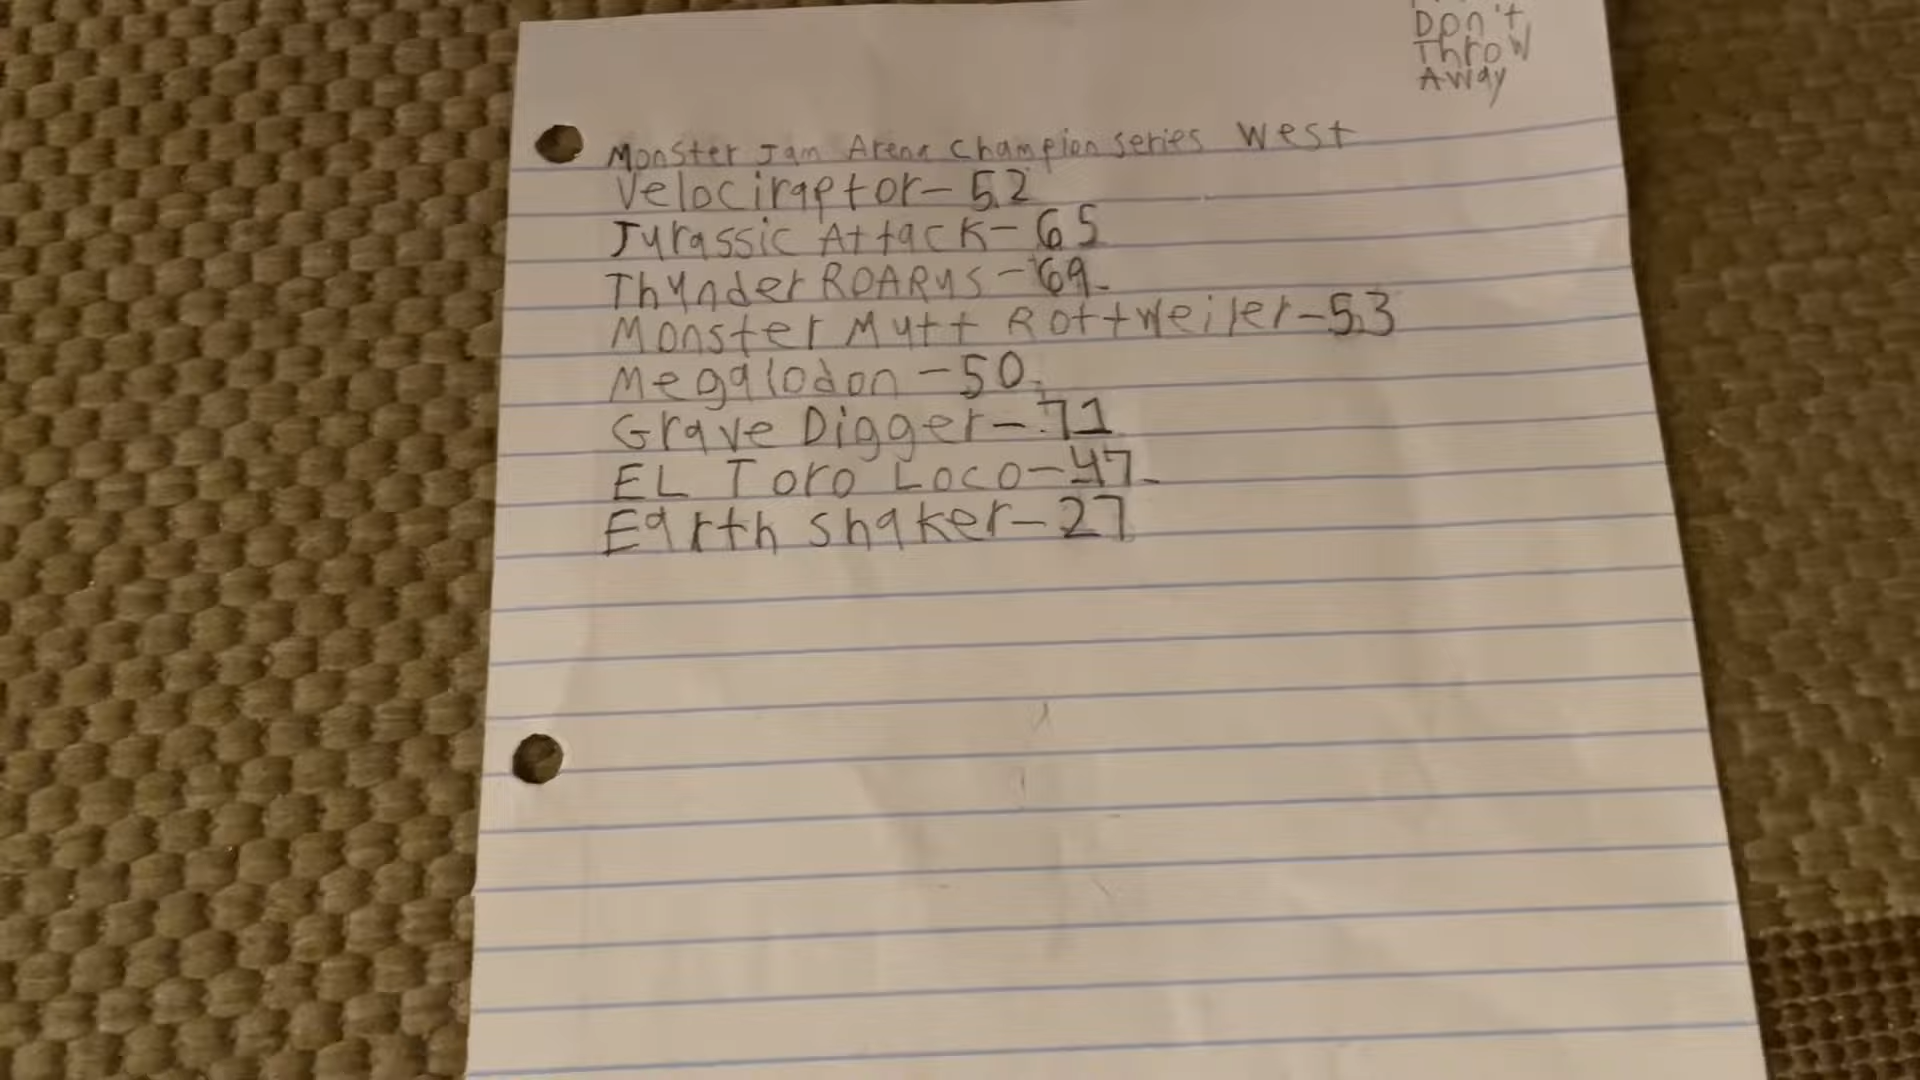 Don't
Throw
Away
Monster Jam Arena Champion series West
Velociraptor-52
Jurassic Attack-65
Thunder ROARus-69
Monster Mutt Rottweiler-53
Megalodon-50
Grave Digger-71
EL Toro Loco-47
Earth shaker-27